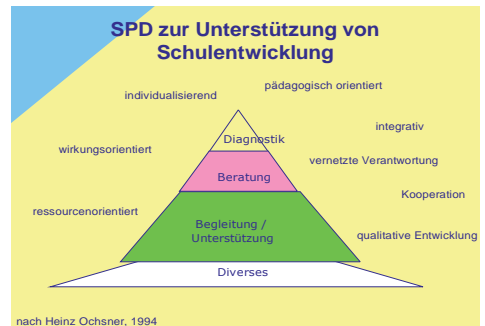 SPD zur Unterstützung von
Schulentwicklung
pädagogisch orientiert
individualisierend
integrativ
Diagnostik
wirkungsorientiert
vernetzte Verantwortung
Beratung
Kooperation
ressourcenorientiert
Begleitung /
Unterstützung
qualitative Entwicklung
Diverses
nach Heinz Ochsner, 1994